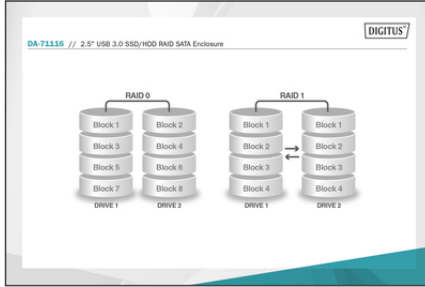 DIGITUS
DA-71116 // 2.5" USB 3.0 SSD/HDD RAID SATA Enclosure
RAID 0
Block 1 Block 2
Block 3 Block 4
Block 5 Block 6
Block 7 Block 8
DRIVE 1 DRIVE 2
RAID 1
Block 1 Block 1
Block 2 Block 2
Block 3 Block 3
Block 4 Block 4
DRIVE 1 DRIVE 2